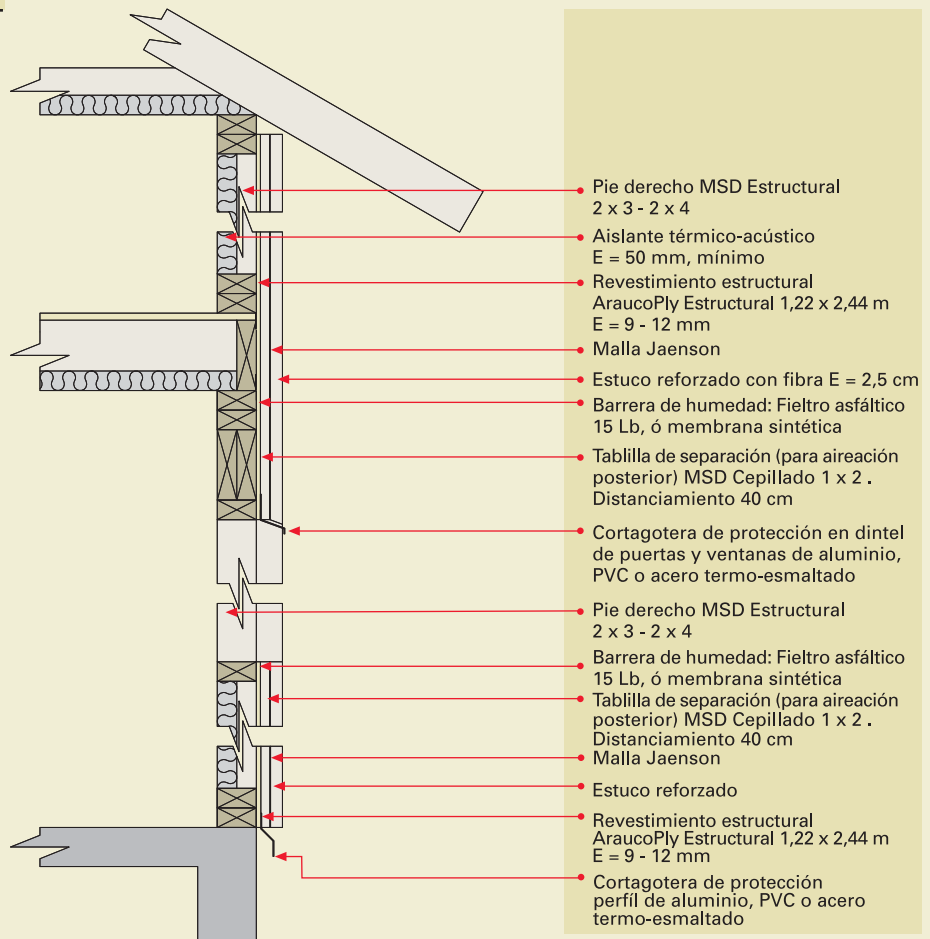 Pie derecho MSD Estructural
2 x 3 - 2 x 4
Aislante térmico-acústico
E = 50 mm, mínimo
Revestimiento estructural
AraucoPly Estructural 1,22 x 2,44 m
E = 9 - 12 mm
Malla Jaenson
Estuco reforzado con fibra E = 2,5 cm
Barrera de humedad: Fieltro asfáltico
15 Lb, ó membrana sintética
Tablilla de separación (para aireación
posterior) MSD Cepillado 1 x 2 .
Distanciamiento 40 cm
Cortagotera de protección en dintel
de puertas y ventanas de aluminio,
PVC o acero termo-esmaltado
Pie derecho MSD Estructural
2 x 3 - 2 x 4
Barrera de humedad: Fieltro asfáltico
15 Lb, ó membrana sintética
Tablilla de separación (para aireación
posterior) MSD Cepillado 1 x 2 .
Distanciamiento 40 cm
Malla Jaenson
Estuco reforzado
Revestimiento estructural
AraucoPly Estructural 1,22 x 2,44 m
E = 9 - 12 mm
Cortagotera de protección
perfíl de aluminio, PVC o acero
termo-esmaltado